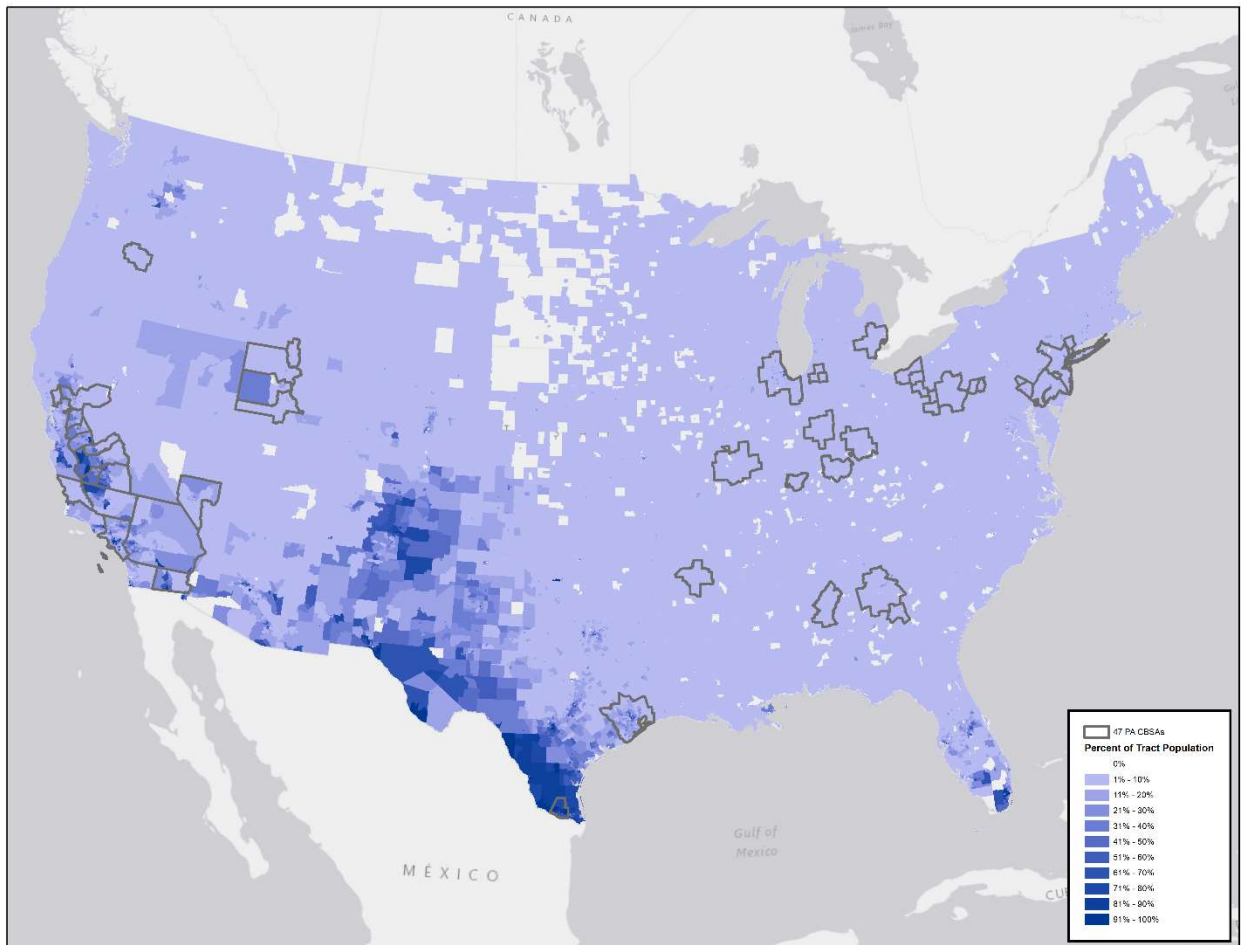 CANADA
James Bay
Gulf of
Mexico
MÉXICO
47 PA CBSAs
Percent of Tract Population
0%
1% - 10%
11% - 20%
21% - 30%
31% - 40%
41% - 50%
51% - 60%
61% - 70%
71% - 80%
81% - 90%
91% - 100%